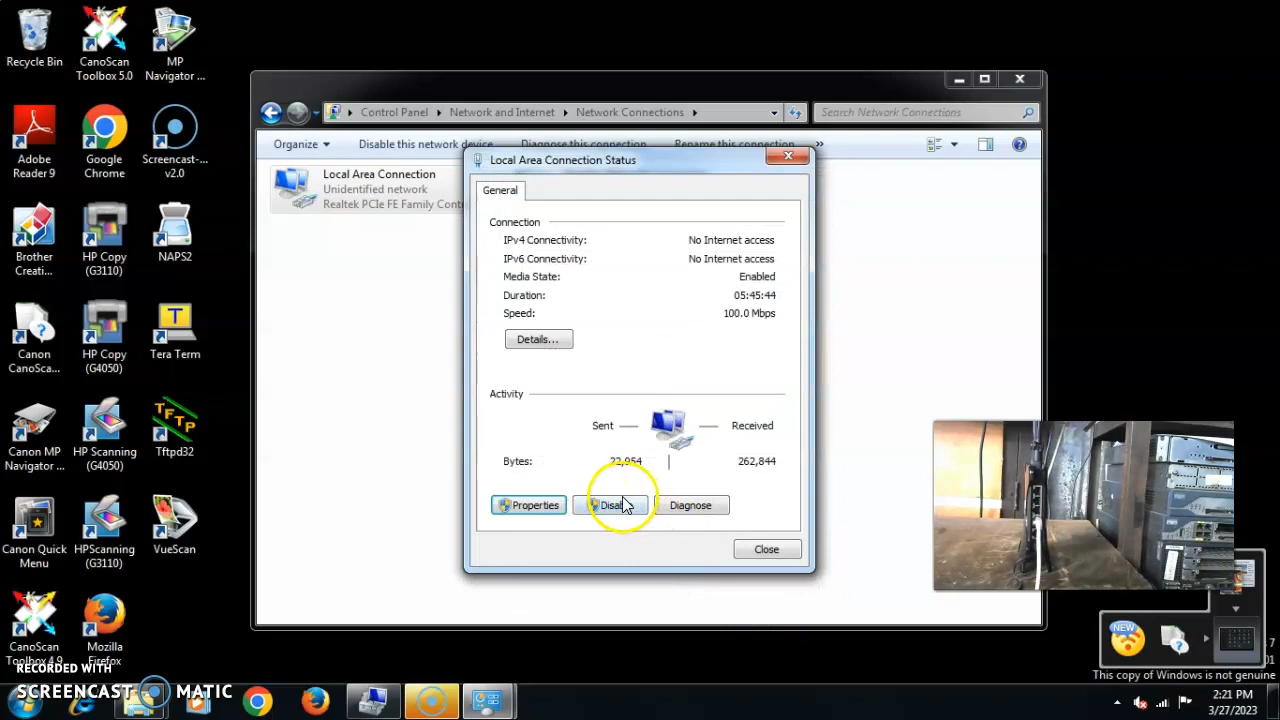 Recycle Bin
CanoScan
Toolbox 5.0
MP
Navigator ...
Adobe
Reader 9
Google
Chrome
Screencast-...
v2.0
Brother
Creati...
HP Copy
(G3110)
NAPS2
Canon
CanoSca...
HP Copy
(G4050)
Tera Term
Canon MP
Navigator ...
HP Scanning
(G4050)
Tftpd32
Canon Quick
Menu
HPScanning
(G3110)
VueScan
CanoScan
Toolbox 4.9
Mozilla
Firefox
Control Panel
Network and Internet
Network Connections
Search Network Connections
Organize
Disable this network device
Diagnose this connection
Rename this connection
»
Local Area Connection
Unidentified network
Realtek PCIe FE Family Contr
Local Area Connection Status
General
Connection
IPv4 Connectivity: No Internet access
IPv6 Connectivity: No Internet access
Media State: Enabled
Duration: 05:45:44
Speed: 100.0 Mbps
Details...
Activity
Sent
Received
Bytes: 22,954 262,844
Properties
Disable
Diagnose
Close
NEW
7
01
This copy of Windows is not genuine
RECORDED WITH
SCREENCAST MATIC
2:21 PM
3/27/2023